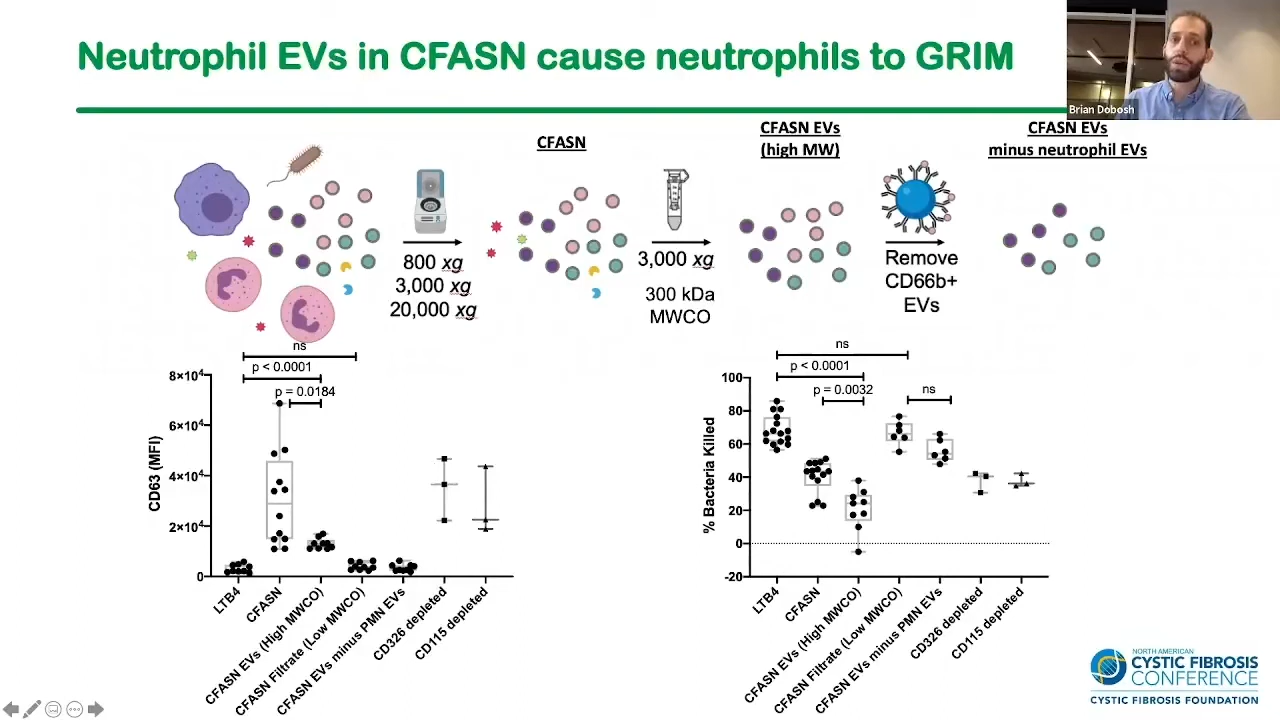 Neutrophil EVs in CFASN cause neutrophils to GRIM
Brian Dobosh
CFASN
CFASN EVs
(high MW)
CFASN EVs
minus neutrophil EVs
800 xg
3,000 xg
20,000 xg
3,000 xg
300 kDa
MWCO
Remove
CD66b+
EVs
ns
p < 0.0001
p = 0.0184
8×10⁴
6×10⁴
4×10⁴
2×10⁴
0
CD63 (MFI)
LTB4
CFASN
CFASN EVs (High MWCO)
CFASN Filtrate (Low MWCO)
CFASN EVs minus PMN EVs
CD326 depleted
CD115 depleted
ns
p < 0.0001
p = 0.0032
ns
100
80
60
40
20
0
-20
% Bacteria Killed
LTB4
CFASN
CFASN EVs (High MWCO)
CFASN Filtrate (Low MWCO)
CFASN EVs minus PMN EVs
CD326 depleted
CD115 depleted
NORTH AMERICAN
CYSTIC FIBROSIS
CONFERENCE
CYSTIC FIBROSIS FOUNDATION